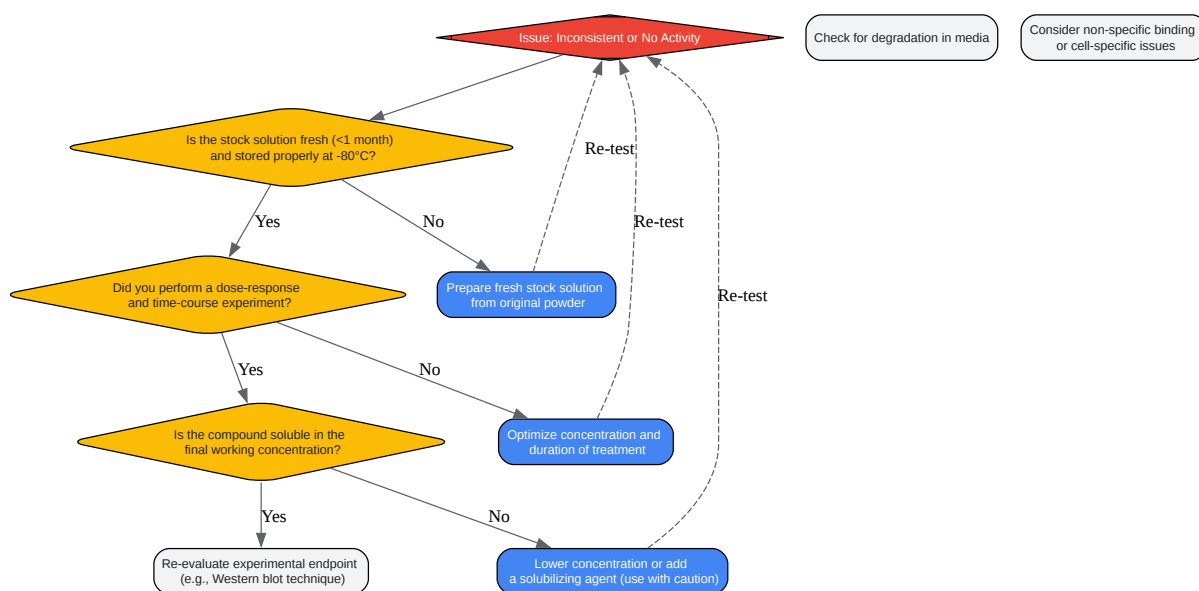 Issue: Inconsistent or No Activity
Check for degradation in media
Consider non-specific binding
or cell-specific issues
Is the stock solution fresh (<1 month)
and stored properly at -80°C?
Re-test
Yes
No
Re-test
Did you perform a dose-response
and time-course experiment?
Prepare fresh stock solution
from original powder
Re-test
Yes
No
Is the compound soluble in the
final working concentration?
Optimize concentration and
duration of treatment
Yes
No
Re-evaluate experimental endpoint
(e.g., Western blot technique)
Lower concentration or add
a solubilizing agent (use with caution)